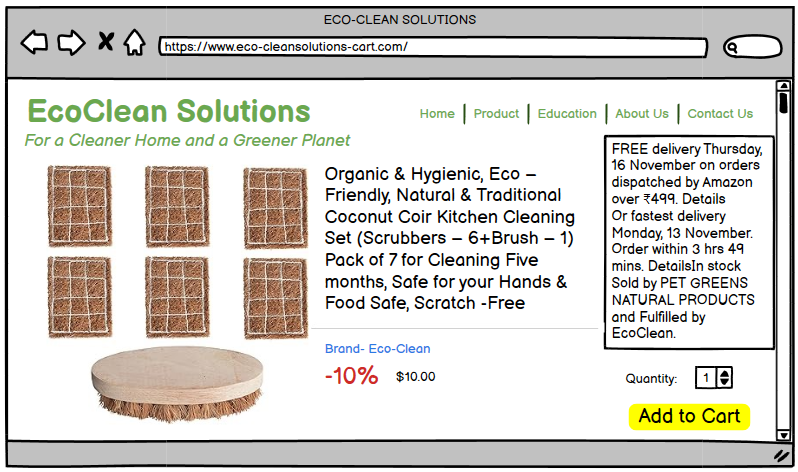 ECO-CLEAN SOLUTIONS
https://www.eco-cleansolutions-cart.com/
EcoClean Solutions
For a Cleaner Home and a Greener Planet
Home
Product
Education
About Us
Contact Us
Organic & Hygienic, Eco –
Friendly, Natural & Traditional
Coconut Coir Kitchen Cleaning
Set (Scrubbers – 6+Brush – 1)
Pack of 7 for Cleaning Five
months, Safe for your Hands &
Food Safe, Scratch -Free
Brand- Eco-Clean
-10% $10.00
FREE delivery Thursday,
16 November on orders
dispatched by Amazon
over ₹499. Details
Or fastest delivery
Monday, 13 November.
Order within 3 hrs 49
mins. DetailsIn stock
Sold by PET GREENS
NATURAL PRODUCTS
and Fulfilled by
EcoClean.
Quantity: 1
Add to Cart